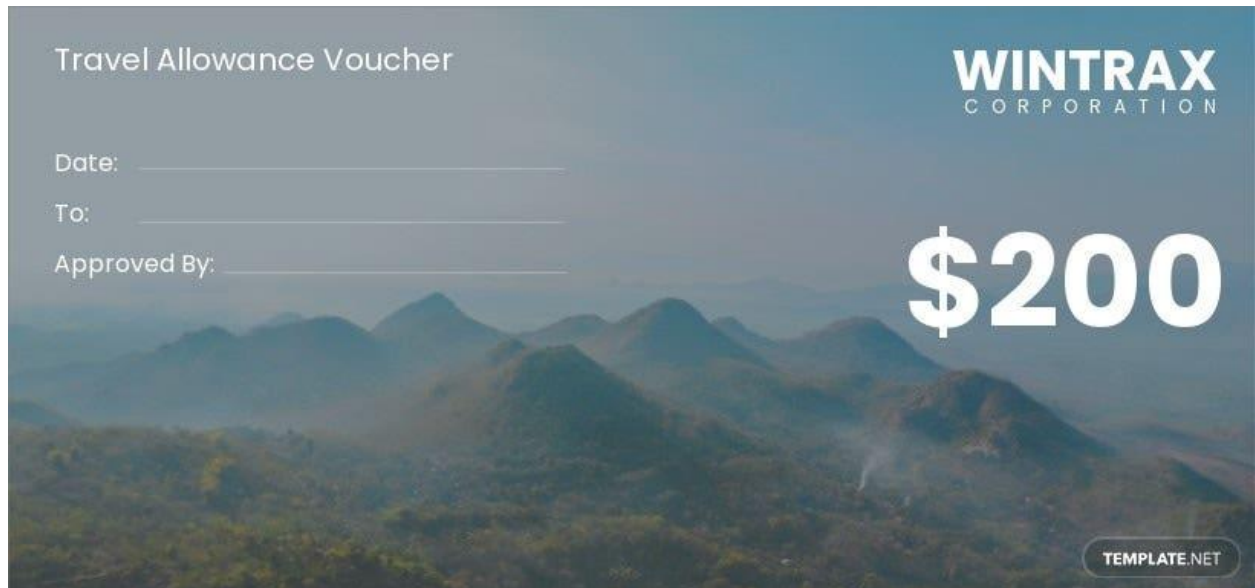 Travel Allowance Voucher
WINTRAX
CORPORATION
Date:
To:
Approved By:
$200
TEMPLATE.NET